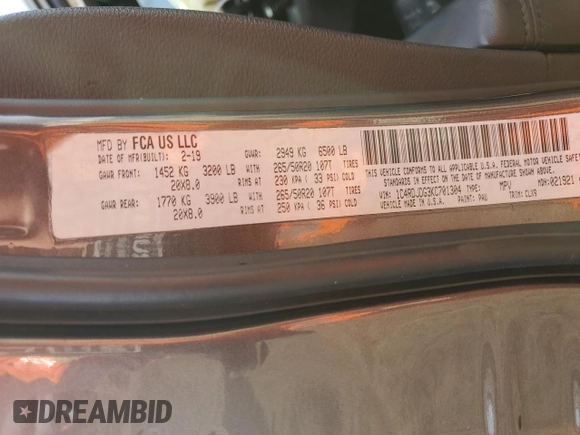 MFD BY FCA US LLC
DATE OF MFR(BUILT): 2-19 GVWR: 2949 KG 6500 LB
GAWR FRONT: 1452 KG 3200 LB WITH 265/50R20 107T TIRES
20X8.0 RIMS AT 230 KPA ( 33 PSI) COLD
GAWR REAR: 1770 KG 3900 LB WITH 265/50R20 107T TIRES
20X8.0 RIMS AT 250 KPA ( 36 PSI) COLD
THIS VEHICLE CONFORMS TO ALL APPLICABLE U.S.A. FEDERAL MOTOR
STANDARDS IN EFFECT ON THE DATE OF MANUFACTURE SHOWN ABOVE.
VIN: 1C4RDJDG3KC701304 TYPE: MPV MDH:021921
VEHICLE MADE IN U.S.A. PAINT: PAU TRIM: CLX9
DREAMBID